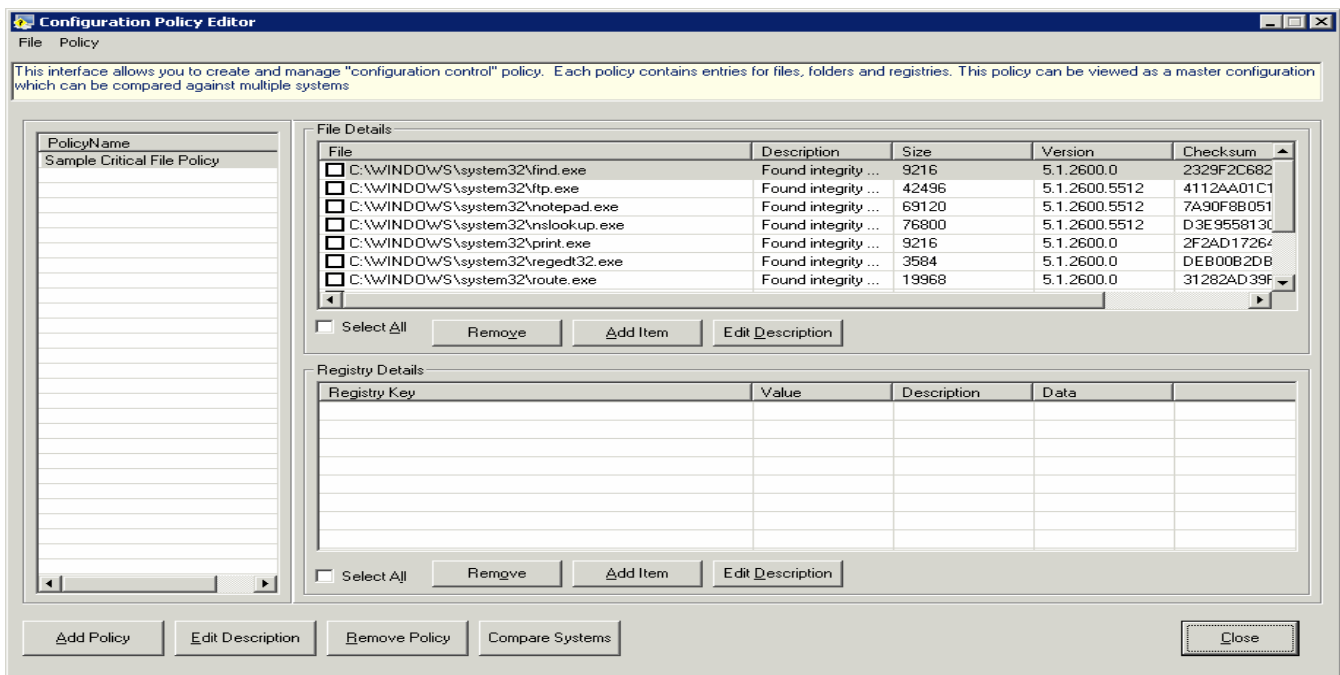 Configuration Policy Editor
File Policy
This interface allows you to create and manage "configuration control" policy. Each policy contains entries for files, folders and registries. This policy can be viewed as a master configuration
which can be compared against multiple systems
PolicyName
Sample Critical File Policy
File Details
File Description Size Version Checksum
C:\WINDOWS\system32\find.exe Found integrity ... 9216 5.1.2600.0 2329F2C682
C:\WINDOWS\system32\ftp.exe Found integrity ... 42496 5.1.2600.5512 4112AA01C1
C:\WINDOWS\system32\notepad.exe Found integrity ... 69120 5.1.2600.5512 7A90F8B051
C:\WINDOWS\system32\nslookup.exe Found integrity ... 76800 5.1.2600.5512 D3E9558130
C:\WINDOWS\system32\print.exe Found integrity ... 9216 5.1.2600.0 2F2AD17264
C:\WINDOWS\system32\regedt32.exe Found integrity ... 3584 5.1.2600.0 DEB00B2DB
C:\WINDOWS\system32\route.exe Found integrity ... 19968 5.1.2600.0 31282AD39F
Select All Remove Add Item Edit Description
Registry Details
Registry Key Value Description Data
Select All Remove Add Item Edit Description
Add Policy Edit Description Remove Policy Compare Systems Close